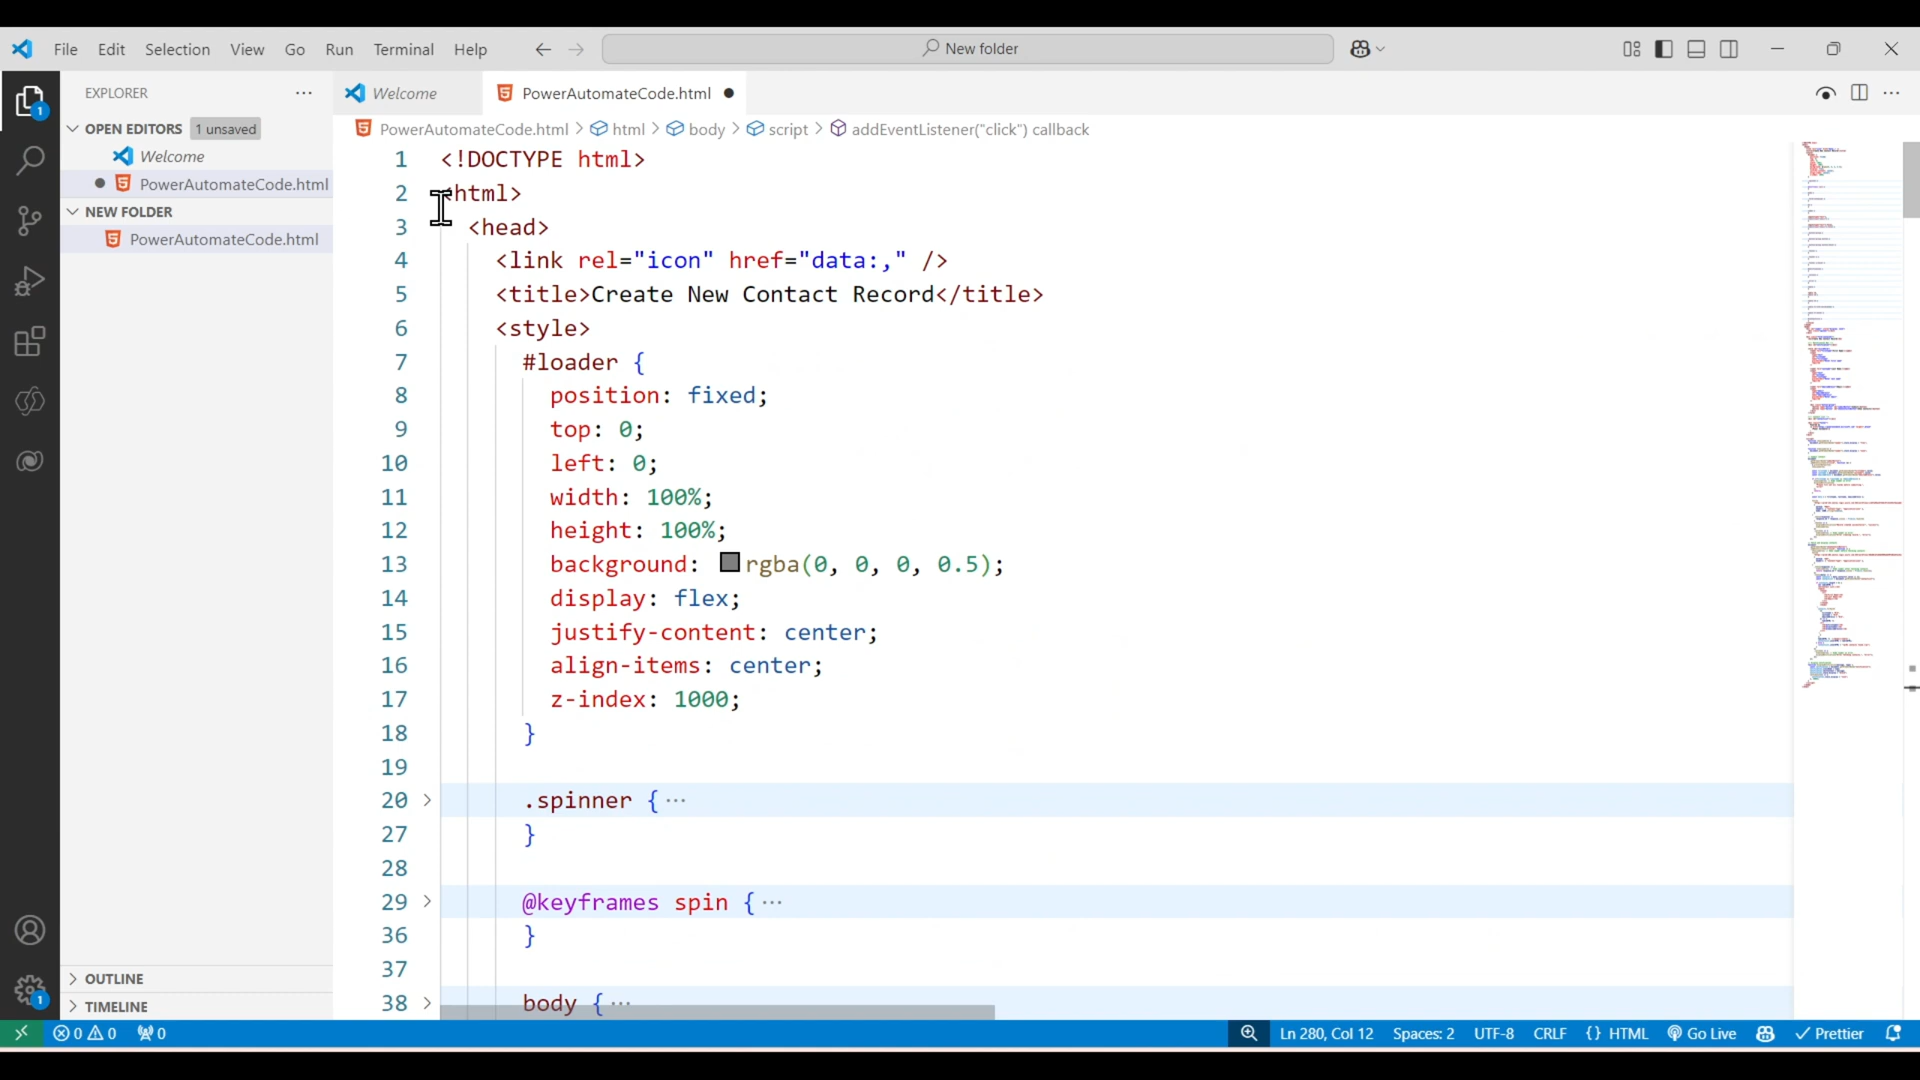 File Edit Selection View Go Run Terminal Help New folder
EXPLORER
OPEN EDITORS 1 unsaved
Welcome
PowerAutomateCode.html
NEW FOLDER
PowerAutomateCode.html
OUTLINE
TIMELINE
Welcome PowerAutomateCode.html
PowerAutomateCode.html > html > body > script > addEventListener("click") callback
1 <!DOCTYPE html>
2 <html>
3 <head>
4 <link rel="icon" href="data:," />
5 <title>Create New Contact Record</title>
6 <style>
7 #loader {
8 position: fixed;
9 top: 0;
10 left: 0;
11 width: 100%;
12 height: 100%;
13 background: rgba(0, 0, 0, 0.5);
14 display: flex;
15 justify-content: center;
16 align-items: center;
17 z-index: 1000;
18 }
19
20 .spinner {···
27 }
28
29 @keyframes spin {···
36 }
37
38 body {···
1
1
0 0 0 Ln 280, Col 12 Spaces: 2 UTF-8 CRLF {} HTML Go Live Prettier